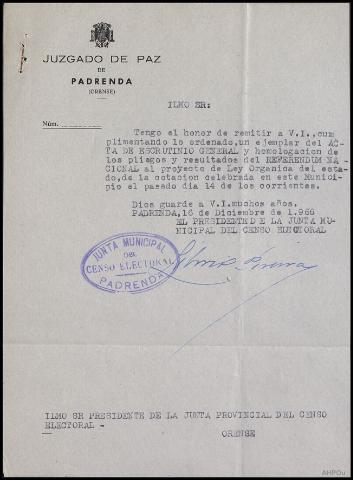 JUZGADO DE PAZ
DE
PADRENDA
(ORENSE)
Núm.
ILMO SR:
Tengo el honor de remitir a V.I.,cum
plimentando lo ordenado,un ejemplar del AC-
TA DE ESCRUTINIO GENERAL y homologacion de
los pliegos y resultados del REFERENDUM NA-
CIONAL al proyecto de Ley Organica del esta-
do,de la cotacion celebrada en este Munici-
pio el pasado dia 14 de los corrientes.
Dios guarde a V.I.muchos años.
PADRENDA,16 de Diciembre de 1.966
EL PRESIDENTE DE LA JUNTA MU-
NICIPAL DEL CENSO ELECTORAL
JUNTA MUNICIPAL
DEL
CENSO ELECTORAL
PADRENDA
ILMO SR PRESIDENTE DE LA JUNTA PROVINCIAL DEL CENSO
ELECTORAL -
ORENSE
AHPOu